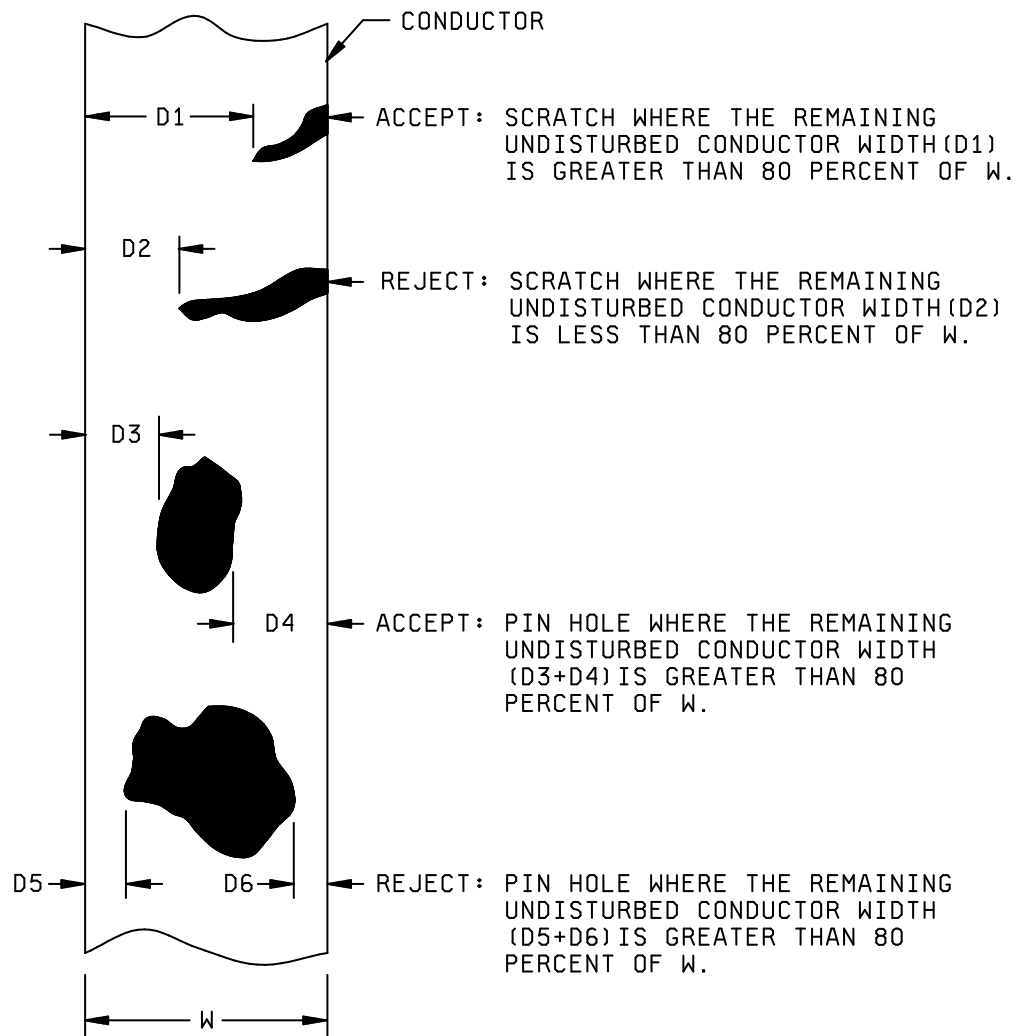 CONDUCTOR
D1
ACCEPT: SCRATCH WHERE THE REMAINING
UNDISTURBED CONDUCTOR WIDTH(D1)
IS GREATER THAN 80 PERCENT OF W.
D2
REJECT: SCRATCH WHERE THE REMAINING
UNDISTURBED CONDUCTOR WIDTH(D2)
IS LESS THAN 80 PERCENT OF W.
D3
D4
ACCEPT: PIN HOLE WHERE THE REMAINING
UNDISTURBED CONDUCTOR WIDTH
(D3+D4)IS GREATER THAN 80
PERCENT OF W.
D5
D6
REJECT: PIN HOLE WHERE THE REMAINING
UNDISTURBED CONDUCTOR WIDTH
(D5+D6)IS GREATER THAN 80
PERCENT OF W.
W